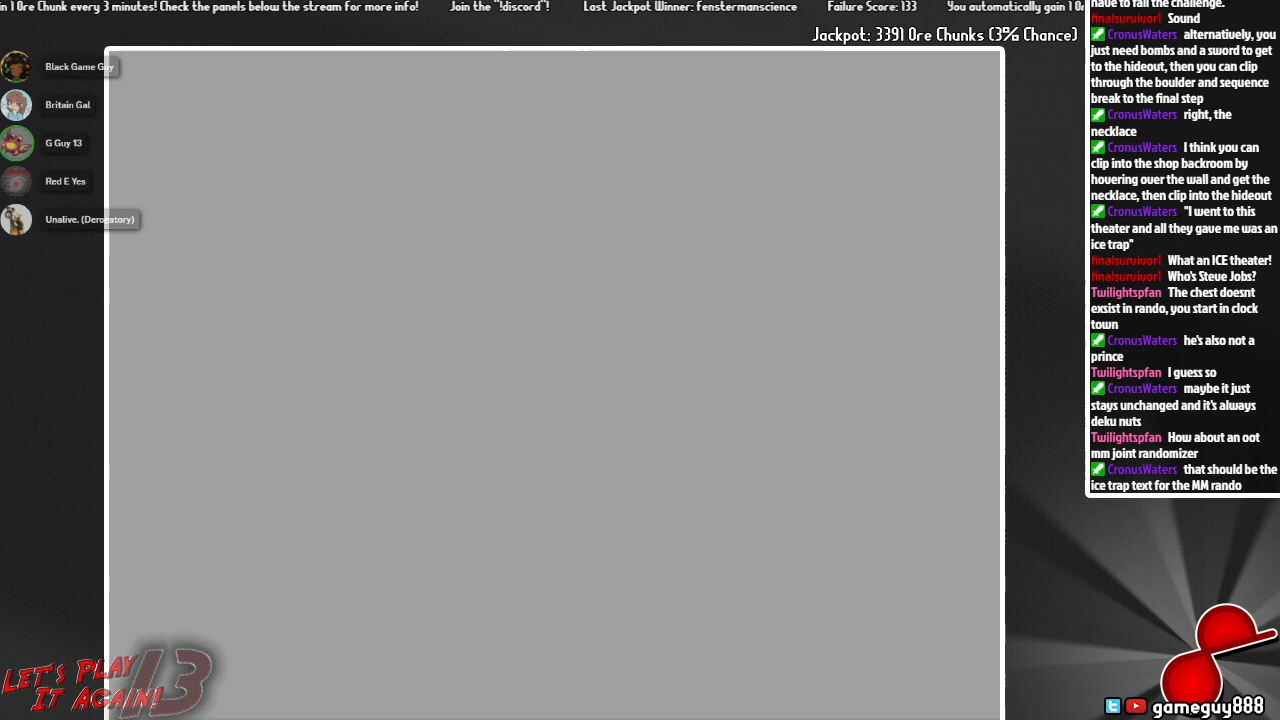 in 1 Ore Chunk every 3 minutes! Check the panels below the stream for more info!
Join the "!discord"!
Last Jackpot Winner: fenstermanscience
Failure Score: 133
You automatically gain 1 Or
Jackpot: 3391 Ore Chunks (3% Chance)
Black Game Guy
Britain Gal
G Guy 13
Red E Yes
Unalive. (Derogatory)
have to fail the challenge.
finalsurvivor1 Sound
CronusWaters alternatively, you
just need bombs and a sword to get
to the hideout, then you can clip
through the boulder and sequence
break to the final step
CronusWaters right, the
necklace
CronusWaters I think you can
clip into the shop backroom by
hovering over the wall and get the
necklace, then clip into the hideout
CronusWaters "I went to this
theater and all they gave me was an
ice trap"
finalsurvivor1 What an ICE theater!
finalsurvivor1 Who's Steve Jobs?
Twilightspfan The chest doesnt
exsist in rando, you start in clock
town
CronusWaters he's also not a
prince
Twilightspfan I guess so
CronusWaters maybe it just
stays unchanged and it's always
deku nuts
Twilightspfan How about an oot
mm joint randomizer
CronusWaters that should be the
ice trap text for the MM rando
LET'S PLAY
IT AGAIN!
13
gameguy888